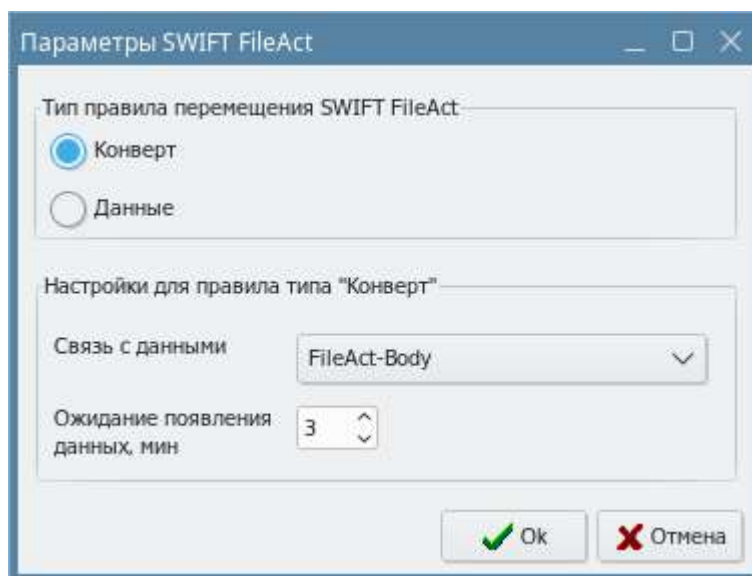 Параметры SWIFT FileAct
Тип правила перемещения SWIFT FileAct
Конверт
Данные
Настройки для правила типа "Конверт"
Связь с данными
FileAct-Body
Ожидание появления
данных, мин
3
Ok
Отмена